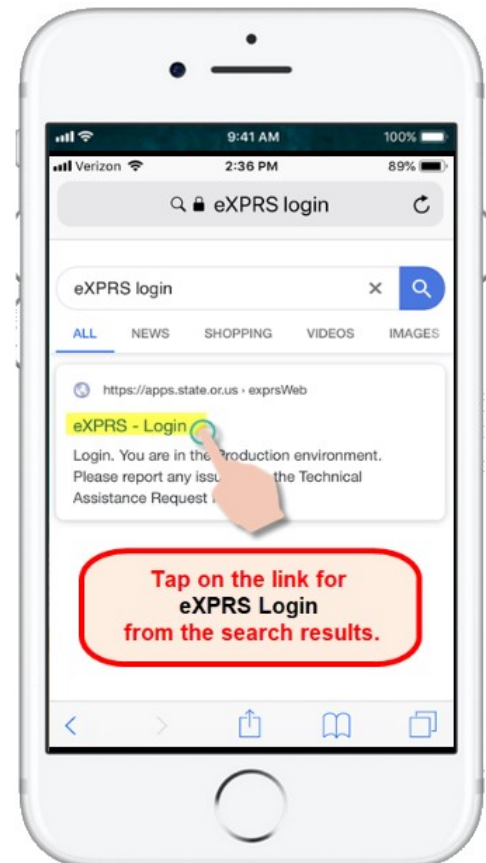 9:41 AM 100%
Verizon 2:36 PM 89%
eXPRS login
eXPRS login
ALL NEWS SHOPPING VIDEOS IMAGES
https://apps.state.or.us › exprsWeb
eXPRS - Login
Login. You are in the Production environment.
Please report any the Technical
Assistance Request
Tap on the link for
eXPRS Login
from the search results.